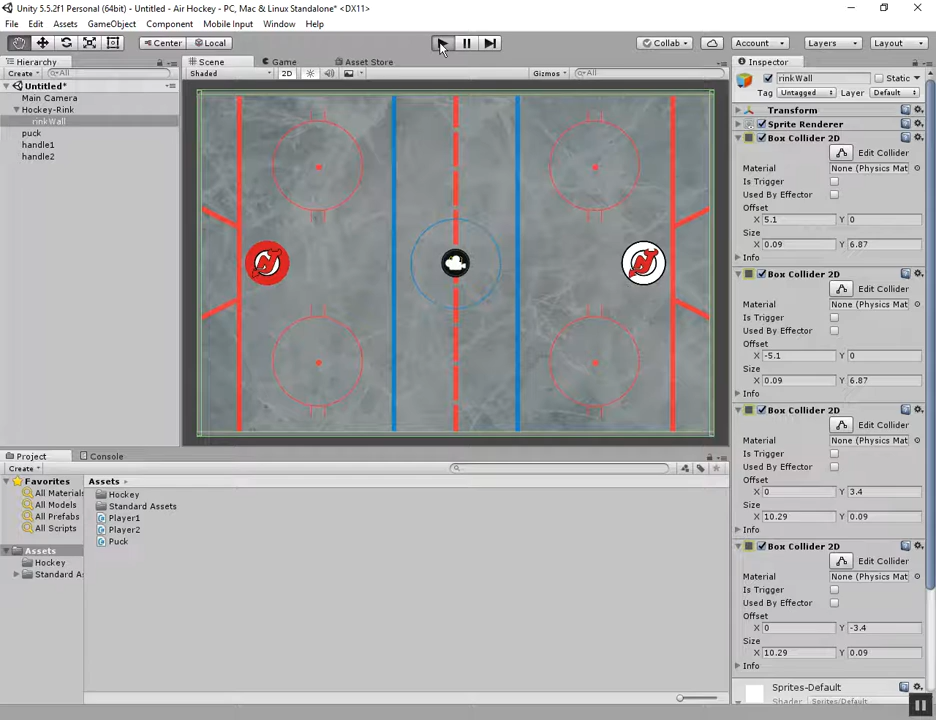 Unity 5.5.2f1 Personal (64bit) - Untitled - Air Hockey - PC, Mac & Linux Standalone* <DX11>
File Edit Assets GameObject Component Mobile Input Window Help
Center Local Collab Account Layers Layout
Hierarchy Scene Game Asset Store Inspector
Create All Shaded 2D Gizmos All
rinkWall Static
Untitled*
Tag Untagged Layer Default
Main Camera
Hockey-Rink
rinkWall
puck
handle1
handle2
Transform
Sprite Renderer
Box Collider 2D
Edit Collider
Material None (Physics Mat
Is Trigger
Used By Effector
Offset
X 5.1 Y 0
Size
X 0.09 Y 6.87
Info
Box Collider 2D
Edit Collider
Material None (Physics Mat
Is Trigger
Used By Effector
Offset
X -5.1 Y 0
Size
X 0.09 Y 6.87
Info
Box Collider 2D
Edit Collider
Material None (Physics Mat
Is Trigger
Used By Effector
Offset
X 0 Y 3.4
Size
X 10.29 Y 0.09
Info
Box Collider 2D
Edit Collider
Material None (Physics Mat
Is Trigger
Used By Effector
Offset
X 0 Y -3.4
Size
X 10.29 Y 0.09
Info
Sprites-Default
Shader Sprites/Default
Project Console
Create
Favorites
All Materials
All Models
All Prefabs
All Scripts
Assets
Hockey
Standard A
Assets
Hockey
Standard Assets
Player1
Player2
Puck